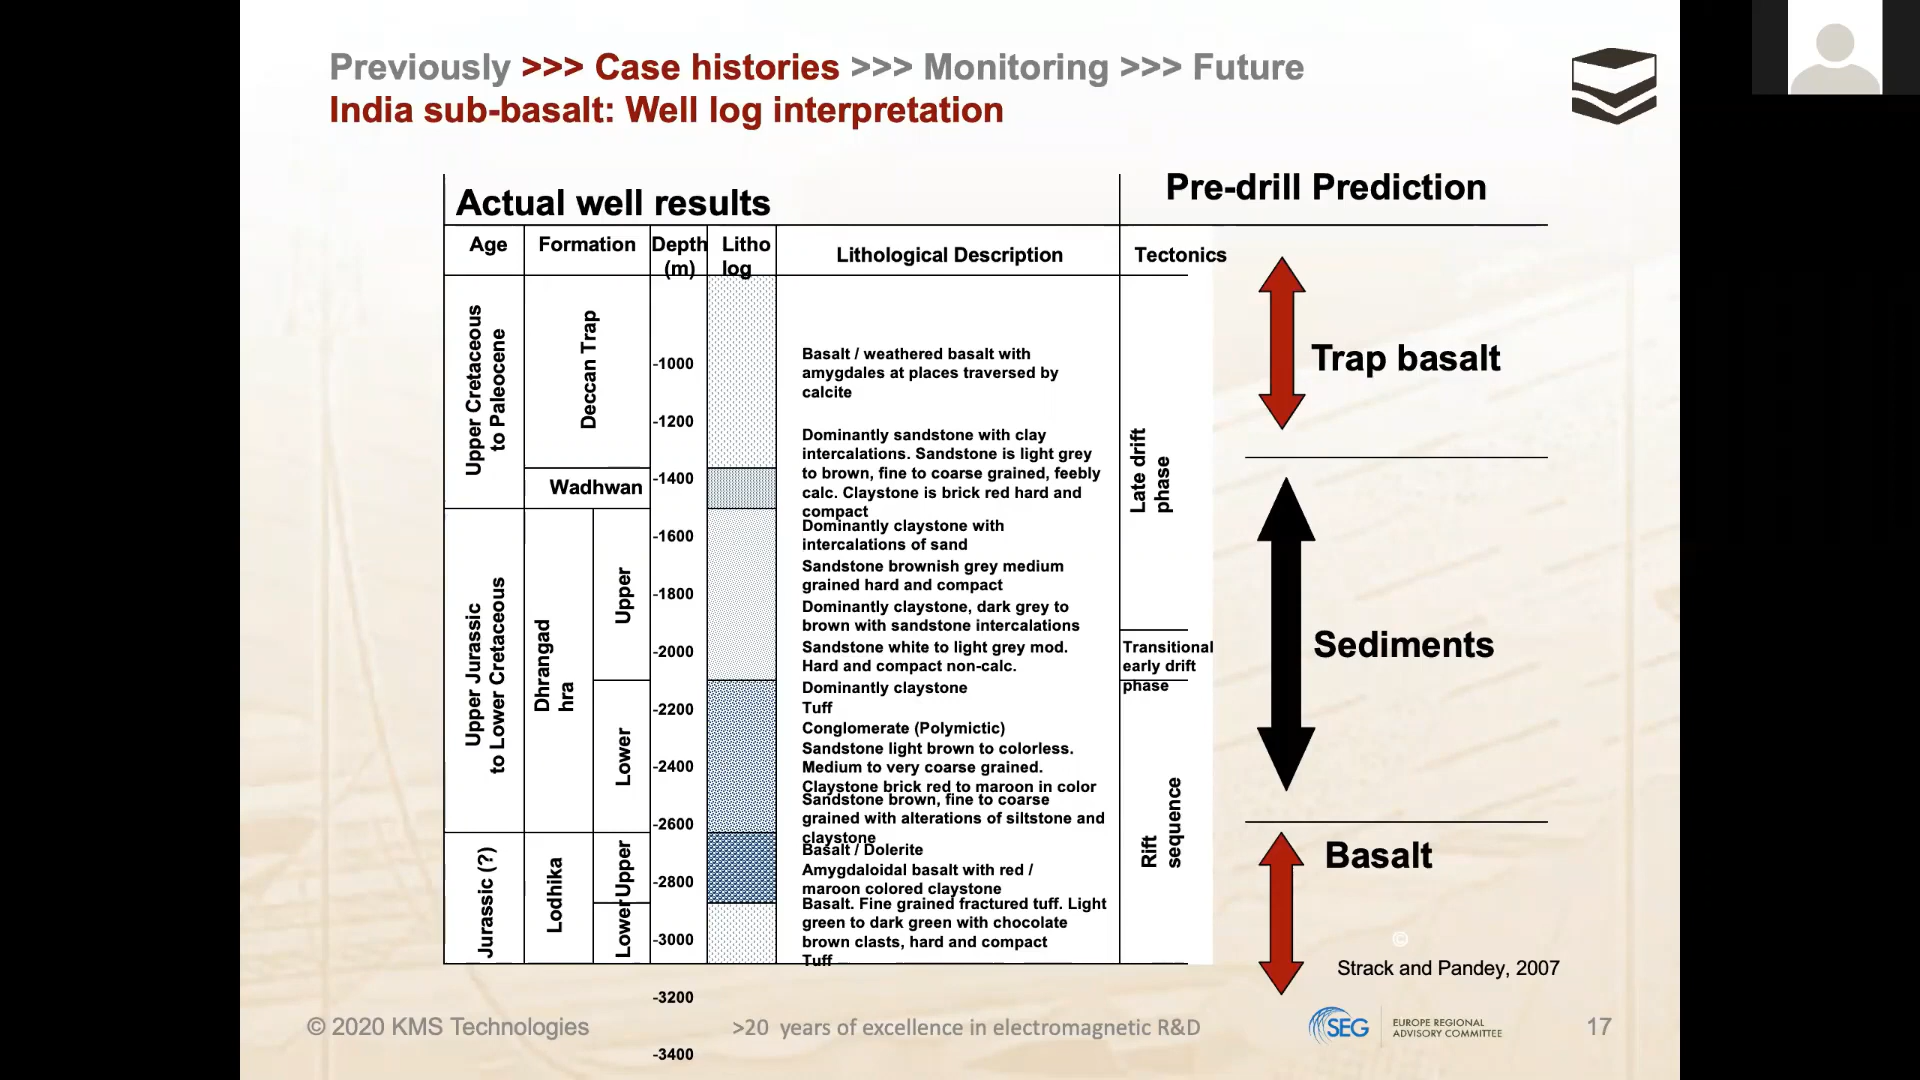 Previously >>> Case histories >>> Monitoring >>> Future
India sub-basalt: Well log interpretation
Actual well results
Pre-drill Prediction
Age
Formation
Depth
(m)
Litho
log
Lithological Description
Tectonics
Upper Cretaceous
to Paleocene
Deccan Trap
Wadhwan
Upper Jurassic
to Lower Cretaceous
Dhrangad
hra
Upper
Lower
Jurassic (?)
Lodhika
Upper
Lower
-1000
-1200
-1400
-1600
-1800
-2000
-2200
-2400
-2600
-2800
-3000
-3200
-3400
Basalt / weathered basalt with
amygdales at places traversed by
calcite
Dominantly sandstone with clay
intercalations. Sandstone is light grey
to brown, fine to coarse grained, feebly
calc. Claystone is brick red hard and
compact
Dominantly claystone with
intercalations of sand
Sandstone brownish grey medium
grained hard and compact
Dominantly claystone, dark grey to
brown with sandstone intercalations
Sandstone white to light grey mod.
Hard and compact non-calc.
Dominantly claystone
Tuff
Conglomerate (Polymictic)
Sandstone light brown to colorless.
Medium to very coarse grained.
Claystone brick red to maroon in color
Sandstone brown, fine to coarse
grained with alterations of siltstone and
claystone
Basalt / Dolerite
Amygdaloidal basalt with red /
maroon colored claystone
Basalt. Fine grained fractured tuff. Light
green to dark green with chocolate
brown clasts, hard and compact
Tuff
Late drift
phase
Transitional
early drift
phase
Rift
sequence
Trap basalt
Sediments
Basalt
©
Strack and Pandey, 2007
© 2020 KMS Technologies
>20 years of excellence in electromagnetic R&D
SEG
EUROPE REGIONAL
ADVISORY COMMITTEE
17